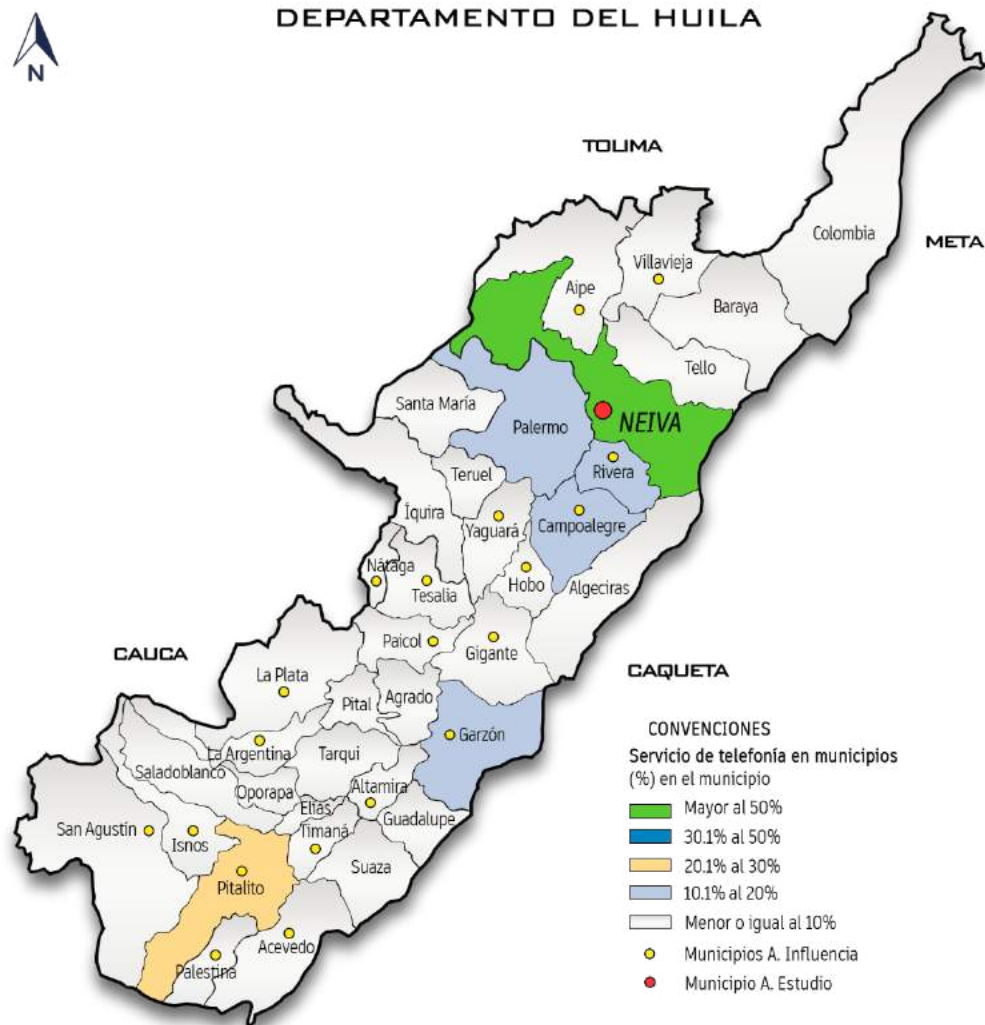 DEPARTAMENTO DEL HUILA
N
TOLIMA
Colombia
META
Villavieja
Aipe
Baraya
Tello
Santa María
Palermo
NEIVA
Rivera
Teruel
Íquira
Yaguará
Campoalegre
Nátaga
Tesalia
Hobo
Algeciras
CAUCA
Paicol
Gigante
La Plata
CAQUETA
Pital
Agrado
Garzón
La Argentina
Tarqui
Saladoblanco
Oporapa
Altamira
Elías
Guadalupe
San Agustín
Isnos
Timaná
Suaza
Pitalito
Acevedo
Palestina
CONVENCIONES
Servicio de telefonía en municipios
(%) en el municipio
Mayor al 50%
30.1% al 50%
20.1% al 30%
10.1% al 20%
Menor o igual al 10%
Municipios A. Influencia
Municipio A. Estudio